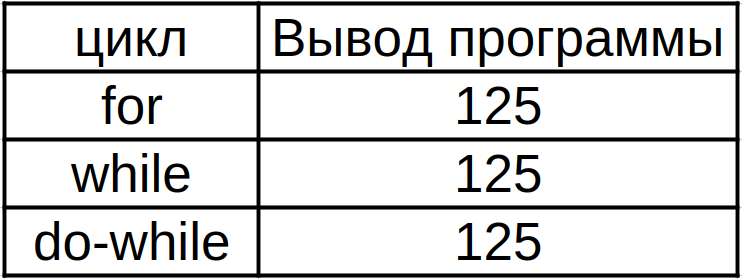 цикл Вывод программы
for 125
while 125
do-while 125